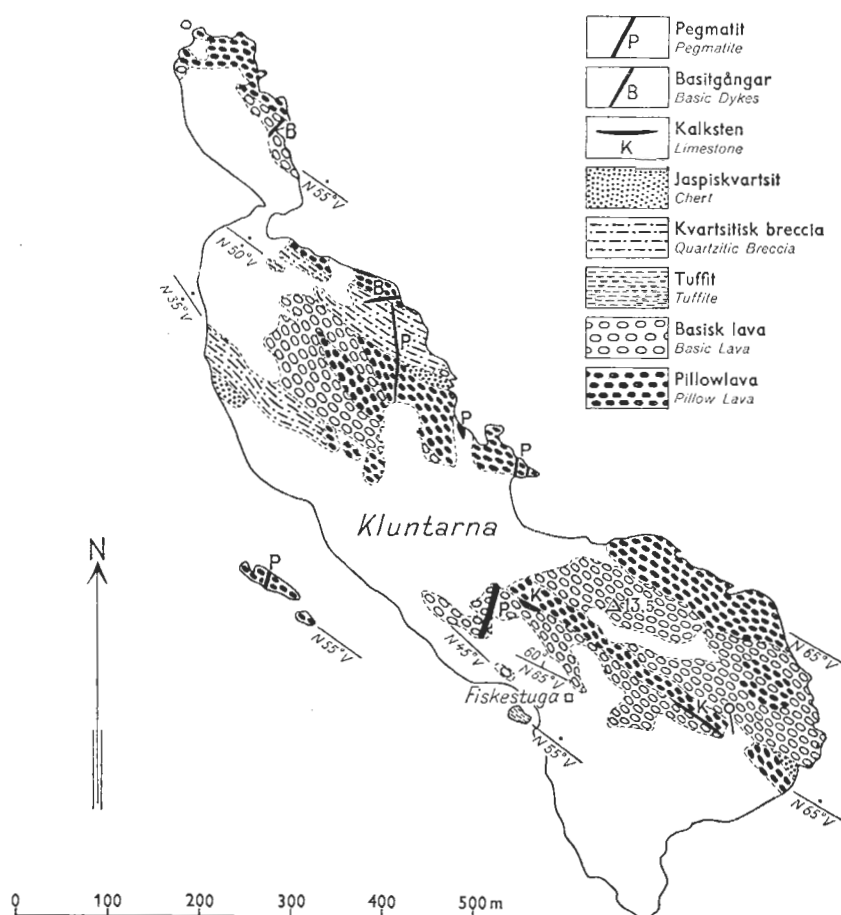 P
Pegmatit
Pegmatite
B
Basitgångar
Basic Dykes
K
Kalksten
Limestone
Jaspiskvartsit
Chert
Kvartsitisk breccia
Quartzitic Breccia
Tuffit
Tuffite
Basisk lava
Basic Lava
Pillowlava
Pillow Lava
B
N 55° V
N 50° V
N 35° V
B
P
P
P
Kluntarna
N
P
N 55° V
P
K
13,5
N 45° V
60
N 65° V
N 65° V
Fiskestuga
K
N 55° V
N 65° V
0 100 200 300 400 500 m